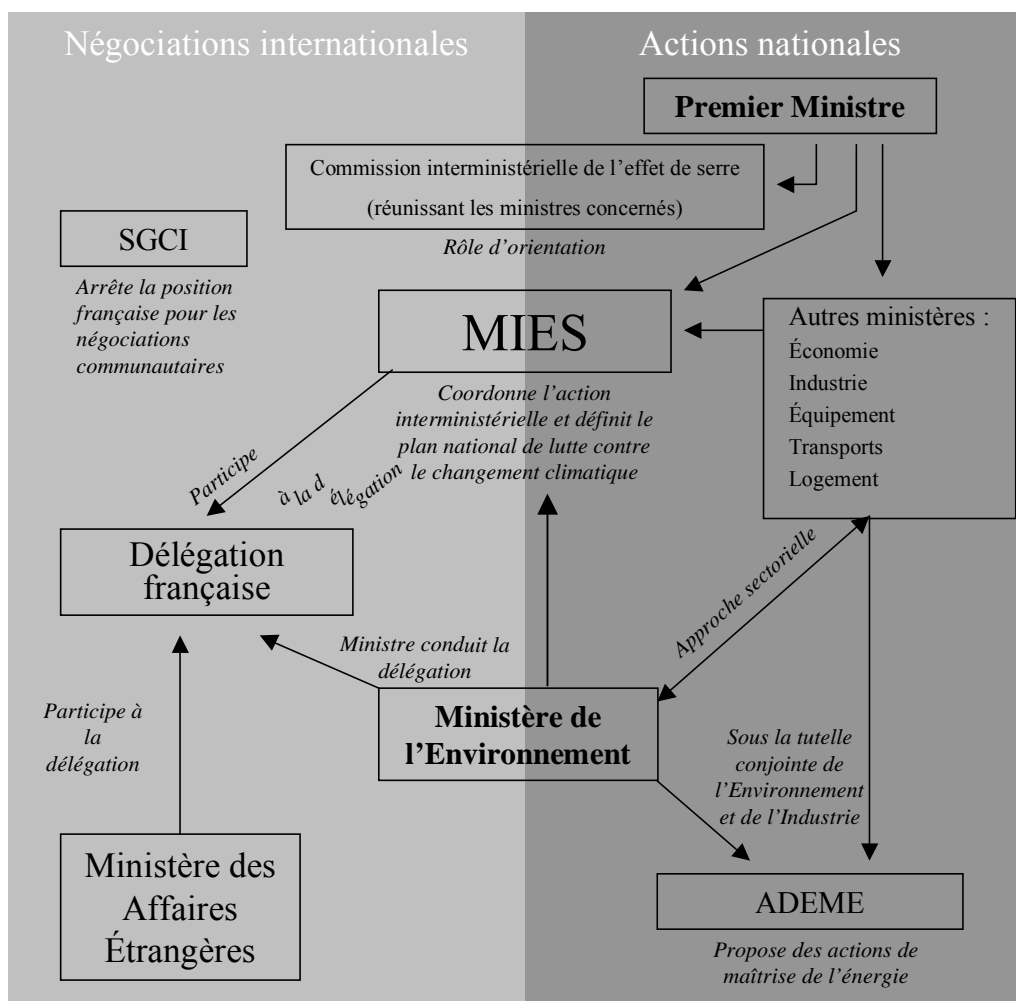 Négociations internationales
Actions nationales
Premier Ministre
Commission interministérielle de l’effet de serre
(réunissant les ministres concernés)
Rôle d’orientation
SGCI
Arrête la position
française pour les
négociations
communautaires
MIES
Coordonne l’action
interministérielle et définit le
plan national de lutte contre
le changement climatique
Autres ministères :
Économie
Industrie
Équipement
Transports
Logement
Participe
à la d élégation
Délégation
française
Approche sectorielle
Ministre conduit la
délégation
Ministère de
l’Environnement
Participe à
la
délégation
Sous la tutelle
conjointe de
l’Environnement
et de l’Industrie
Ministère des
Affaires
Étrangères
ADEME
Propose des actions de
maîtrise de l’énergie